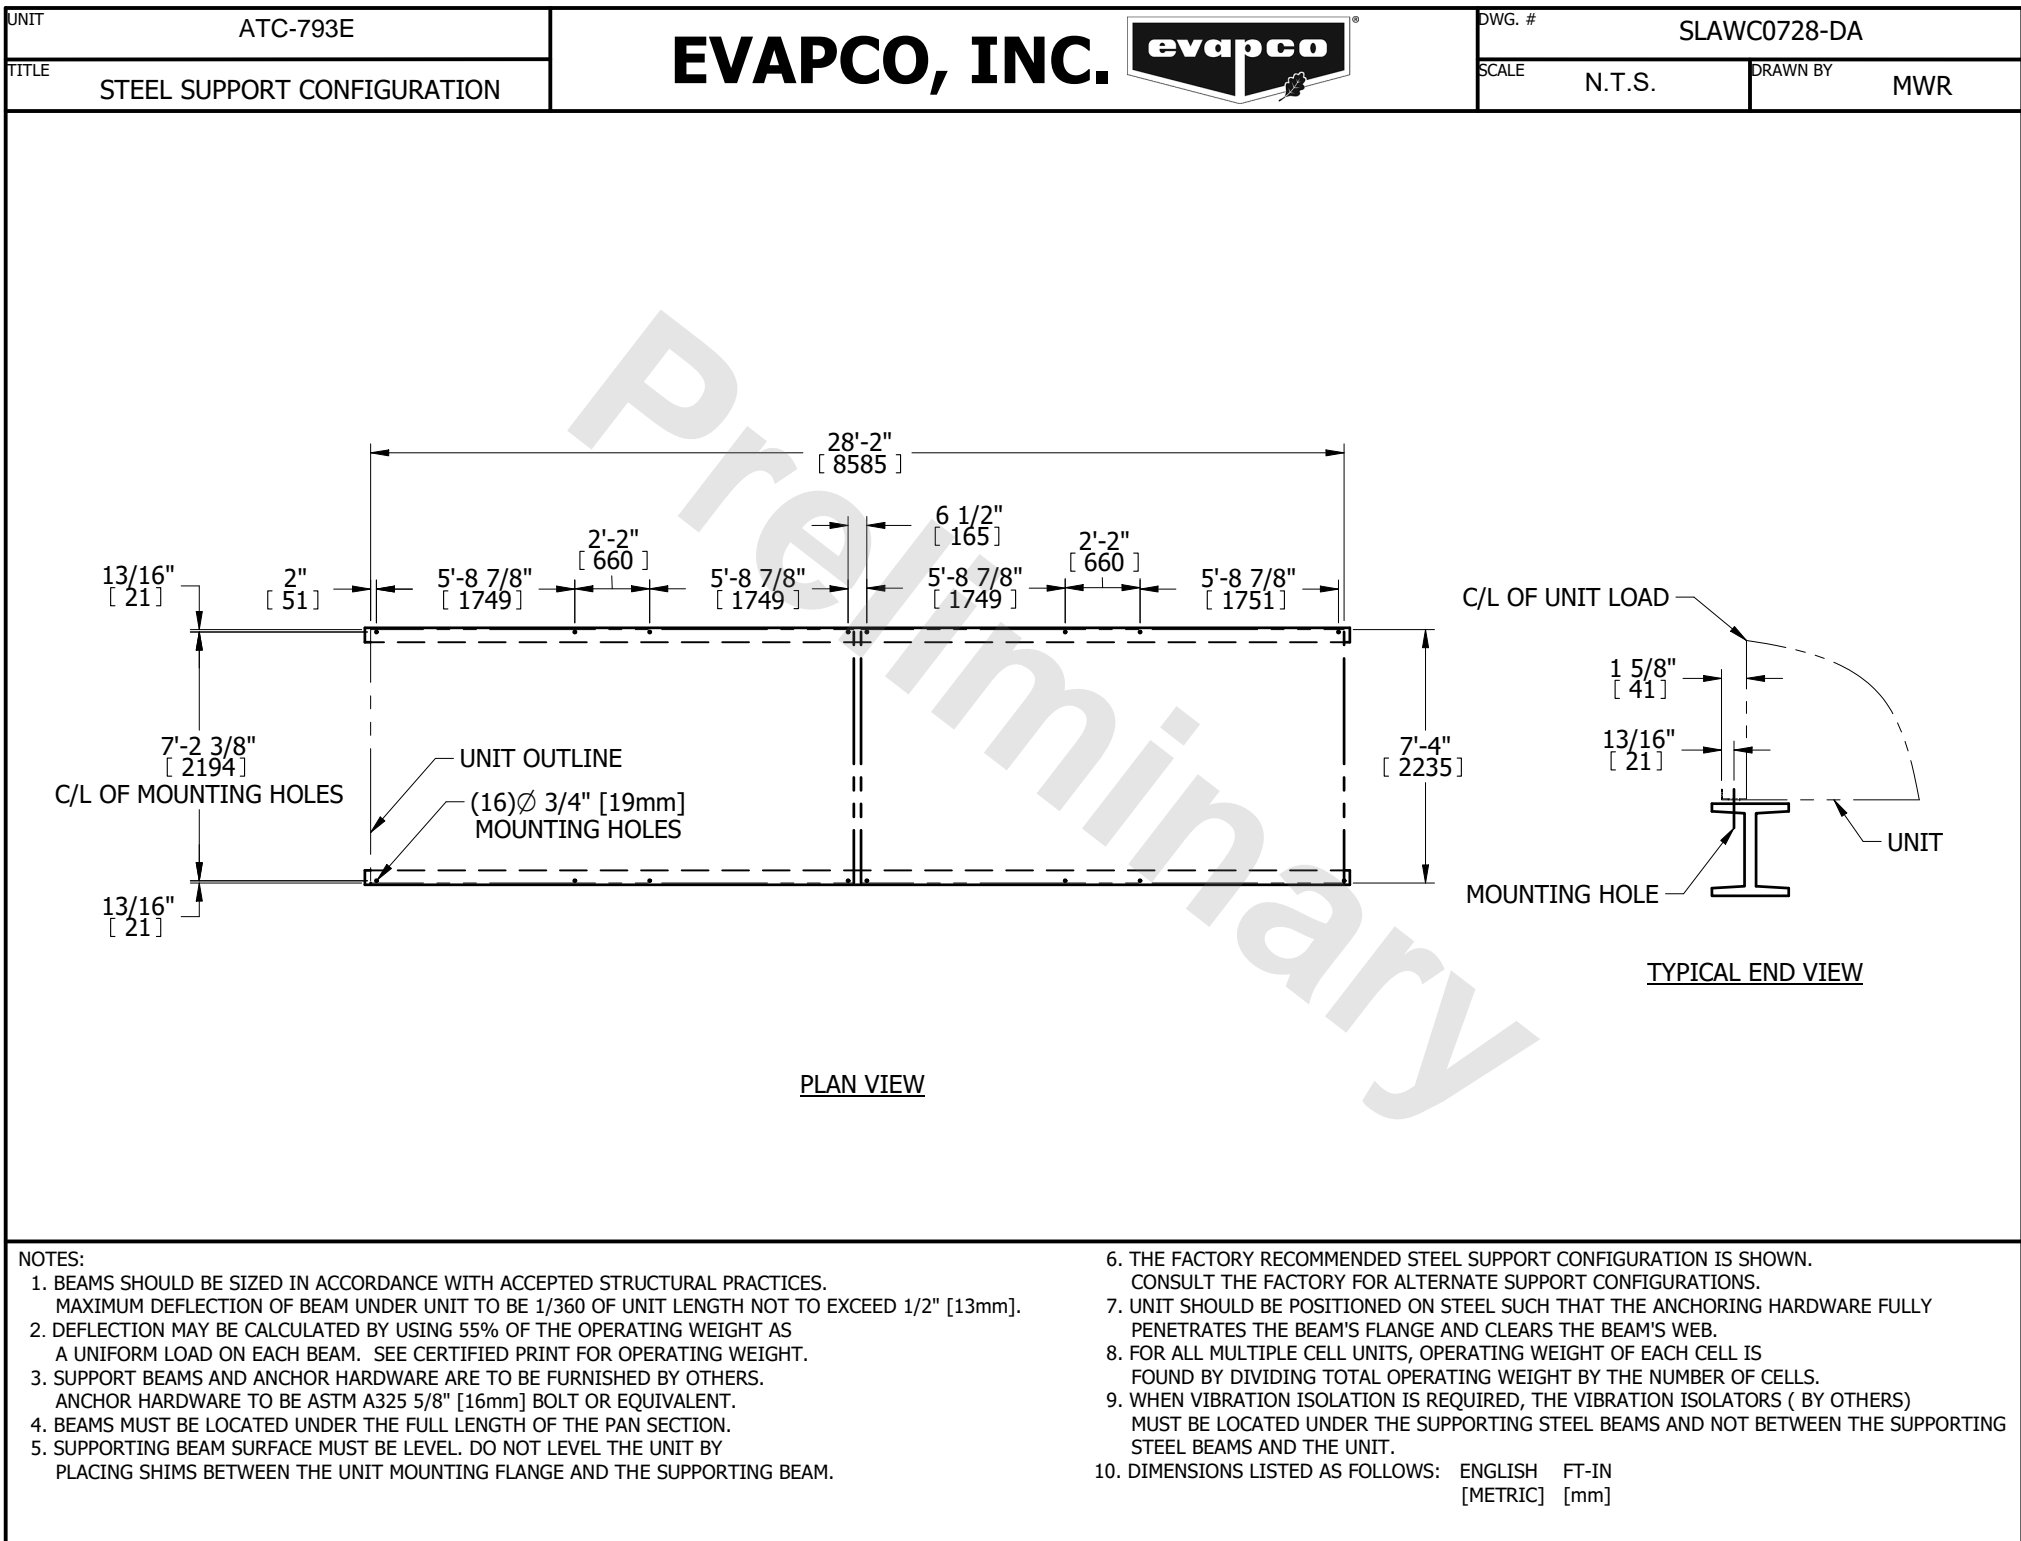 UNIT
ATC-793E
TITLE
STEEL SUPPORT CONFIGURATION
EVAPCO, INC.
evapco
®
DWG. #
SLAWC0728-DA
SCALE
N.T.S.
DRAWN BY
MWR
Preliminary
28'-2"
[ 8585 ]
6 1/2"
[ 165]
2'-2"
[ 660 ]
2'-2"
[ 660 ]
13/16"
[ 21]
2"
[ 51]
5'-8 7/8"
[ 1749]
5'-8 7/8"
[ 1749 ]
5'-8 7/8"
[ 1749 ]
5'-8 7/8"
[ 1751]
7'-2 3/8"
[ 2194]
C/L OF MOUNTING HOLES
UNIT OUTLINE
(16)Ø 3/4" [19mm]
MOUNTING HOLES
7'-4"
[ 2235]
13/16"
[ 21]
C/L OF UNIT LOAD
1 5/8"
[ 41]
13/16"
[ 21]
UNIT
MOUNTING HOLE
TYPICAL END VIEW
PLAN VIEW
NOTES:
1. BEAMS SHOULD BE SIZED IN ACCORDANCE WITH ACCEPTED STRUCTURAL PRACTICES.
MAXIMUM DEFLECTION OF BEAM UNDER UNIT TO BE 1/360 OF UNIT LENGTH NOT TO EXCEED 1/2" [13mm].
2. DEFLECTION MAY BE CALCULATED BY USING 55% OF THE OPERATING WEIGHT AS
A UNIFORM LOAD ON EACH BEAM. SEE CERTIFIED PRINT FOR OPERATING WEIGHT.
3. SUPPORT BEAMS AND ANCHOR HARDWARE ARE TO BE FURNISHED BY OTHERS.
ANCHOR HARDWARE TO BE ASTM A325 5/8" [16mm] BOLT OR EQUIVALENT.
4. BEAMS MUST BE LOCATED UNDER THE FULL LENGTH OF THE PAN SECTION.
5. SUPPORTING BEAM SURFACE MUST BE LEVEL. DO NOT LEVEL THE UNIT BY
PLACING SHIMS BETWEEN THE UNIT MOUNTING FLANGE AND THE SUPPORTING BEAM.
6. THE FACTORY RECOMMENDED STEEL SUPPORT CONFIGURATION IS SHOWN.
CONSULT THE FACTORY FOR ALTERNATE SUPPORT CONFIGURATIONS.
7. UNIT SHOULD BE POSITIONED ON STEEL SUCH THAT THE ANCHORING HARDWARE FULLY
PENETRATES THE BEAM'S FLANGE AND CLEARS THE BEAM'S WEB.
8. FOR ALL MULTIPLE CELL UNITS, OPERATING WEIGHT OF EACH CELL IS
FOUND BY DIVIDING TOTAL OPERATING WEIGHT BY THE NUMBER OF CELLS.
9. WHEN VIBRATION ISOLATION IS REQUIRED, THE VIBRATION ISOLATORS ( BY OTHERS)
MUST BE LOCATED UNDER THE SUPPORTING STEEL BEAMS AND NOT BETWEEN THE SUPPORTING
STEEL BEAMS AND THE UNIT.
10. DIMENSIONS LISTED AS FOLLOWS: ENGLISH FT-IN
[METRIC] [mm]